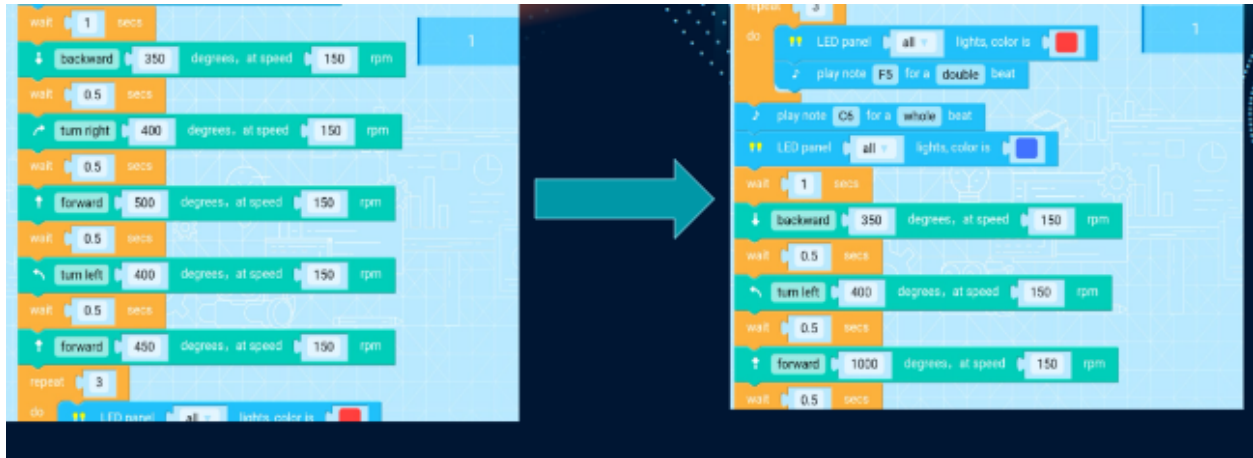 wait 1 secs
1
backward 350 degrees, at speed 150 rpm
wait 0.5 secs
turn right 400 degrees, at speed 150 rpm
wait 0.5 secs
forward 500 degrees, at speed 150 rpm
wait 0.5 secs
turn left 400 degrees, at speed 150 rpm
wait 0.5 secs
forward 450 degrees, at speed 150 rpm
repeat 3
do LED panel all lights, color is
repeat 3
1
do LED panel all lights, color is
play note F5 for a double beat
play note C6 for a whole beat
LED panel all lights, color is
wait 1 secs
backward 350 degrees, at speed 150 rpm
wait 0.5 secs
turn left 400 degrees, at speed 150 rpm
wait 0.5 secs
forward 1000 degrees, at speed 150 rpm
wait 0.5 secs